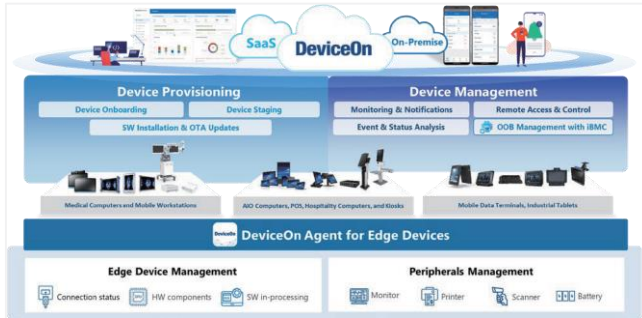 SaaS
DeviceOn
On-Premise
Device Provisioning
Device Management
Device Onboarding
Device Staging
Monitoring & Notifications
Remote Access & Control
SW Installation & OTA Updates
Event & Status Analysis
OOB Management with iBMC
Medical Computers and Mobile Workstations
AIO Computers, POS, Hospitality Computers, and Kiosks
Mobile Data Terminals, Industrial Tablets
DeviceOn
DeviceOn Agent for Edge Devices
Edge Device Management
Peripherals Management
Connection status
HW components
SW in-processing
Monitor
Printer
Scanner
Battery